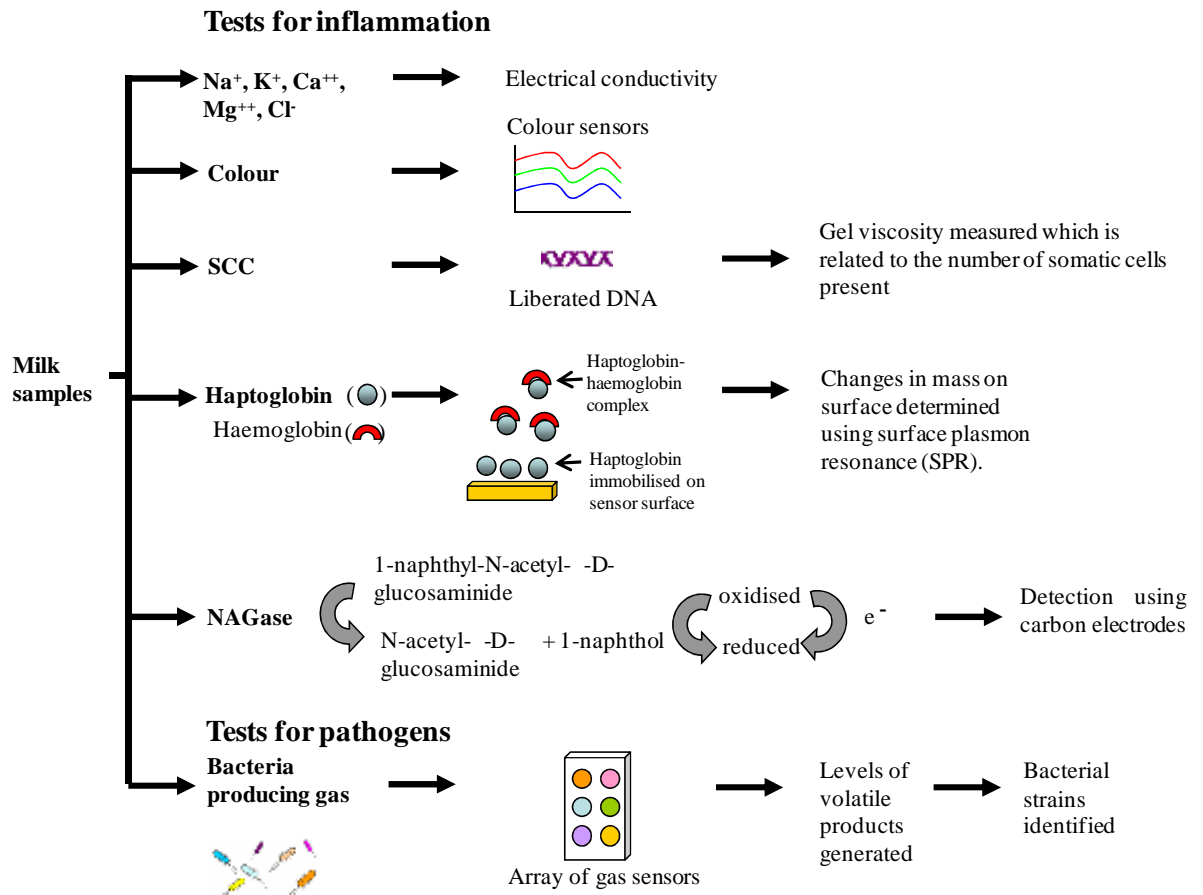 Tests for inflammation
Na⁺, K⁺, Ca⁺⁺,
Mg⁺⁺, Cl⁻
Electrical conductivity
Colour
Colour sensors
SCC
Liberated DNA
Gel viscosity measured which is
related to the number of somatic cells
present
Milk
samples
Haptoglobin ( )
Haemoglobin( )
Haptoglobin-
haemoglobin
complex
Haptoglobin
immobilised on
sensor surface
Changes in mass on
surface determined
using surface plasmon
resonance (SPR).
NAGase
1-naphthyl-N-acetyl- -D-
glucosaminide
N-acetyl- -D- + 1-naphthol
glucosaminide
oxidised
reduced
e⁻
Detection using
carbon electrodes
Tests for pathogens
Bacteria
producing gas
Array of gas sensors
Levels of
volatile
products
generated
Bacterial
strains
identified